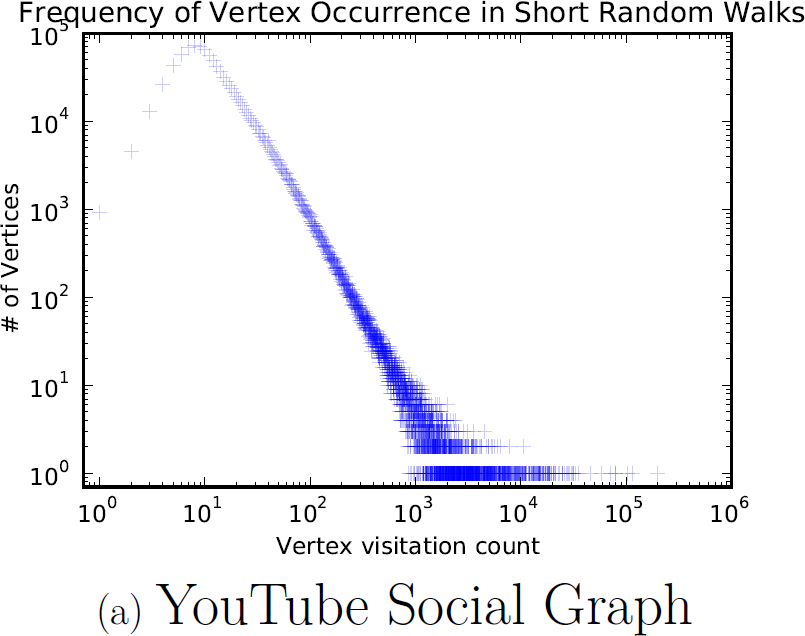 Frequency of Vertex Occurrence in Short Random Walks
10^5
10^4
10^3
10^2
10^1
10^0
# of Vertices
10^0 10^1 10^2 10^3 10^4 10^5 10^6
Vertex visitation count
(a) YouTube Social Graph